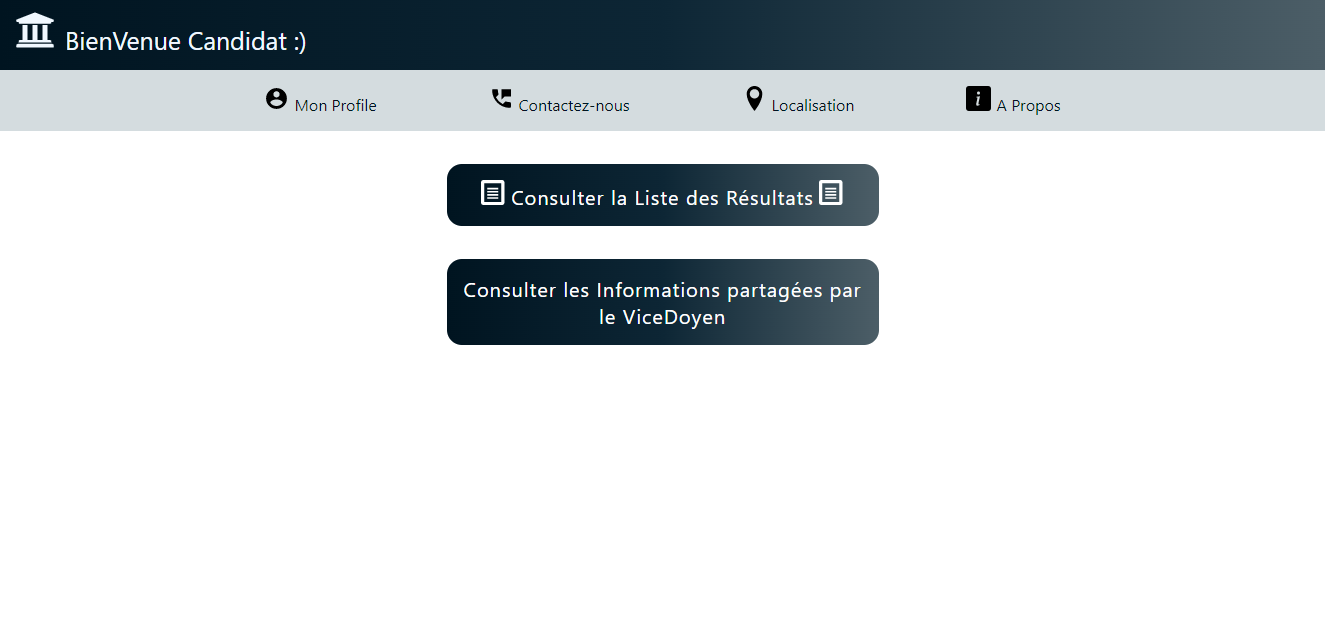 BienVenue Candidat :)
Mon Profile
Contactez-nous
Localisation
A Propos
Consulter la Liste des Résultats
Consulter les Informations partagées par
le ViceDoyen